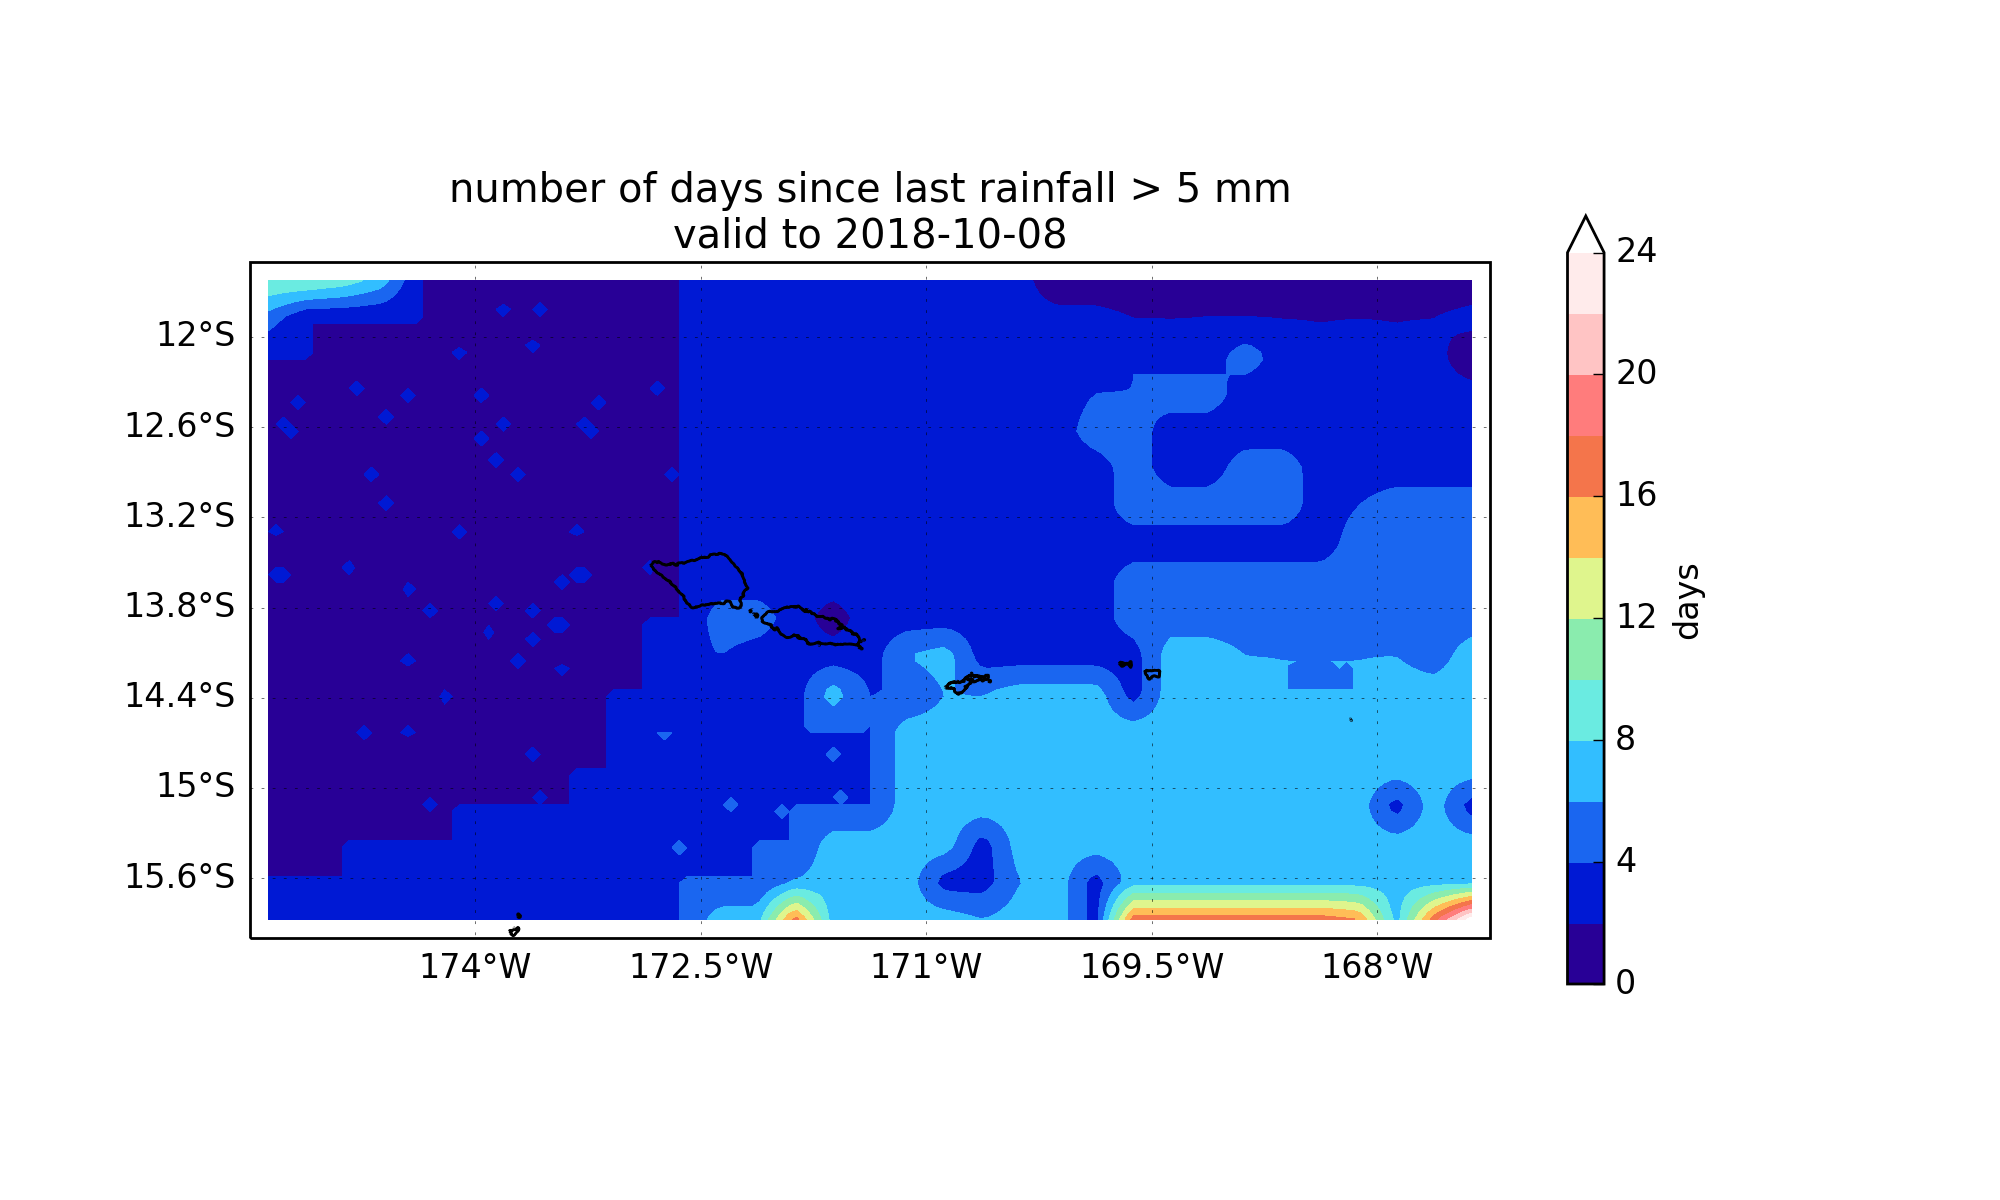 number of days since last rainfall > 5 mm
valid to 2018-10-08
12°S
12.6°S
13.2°S
13.8°S
14.4°S
15°S
15.6°S
174°W
172.5°W
171°W
169.5°W
168°W
24
20
16
12
8
4
0
days